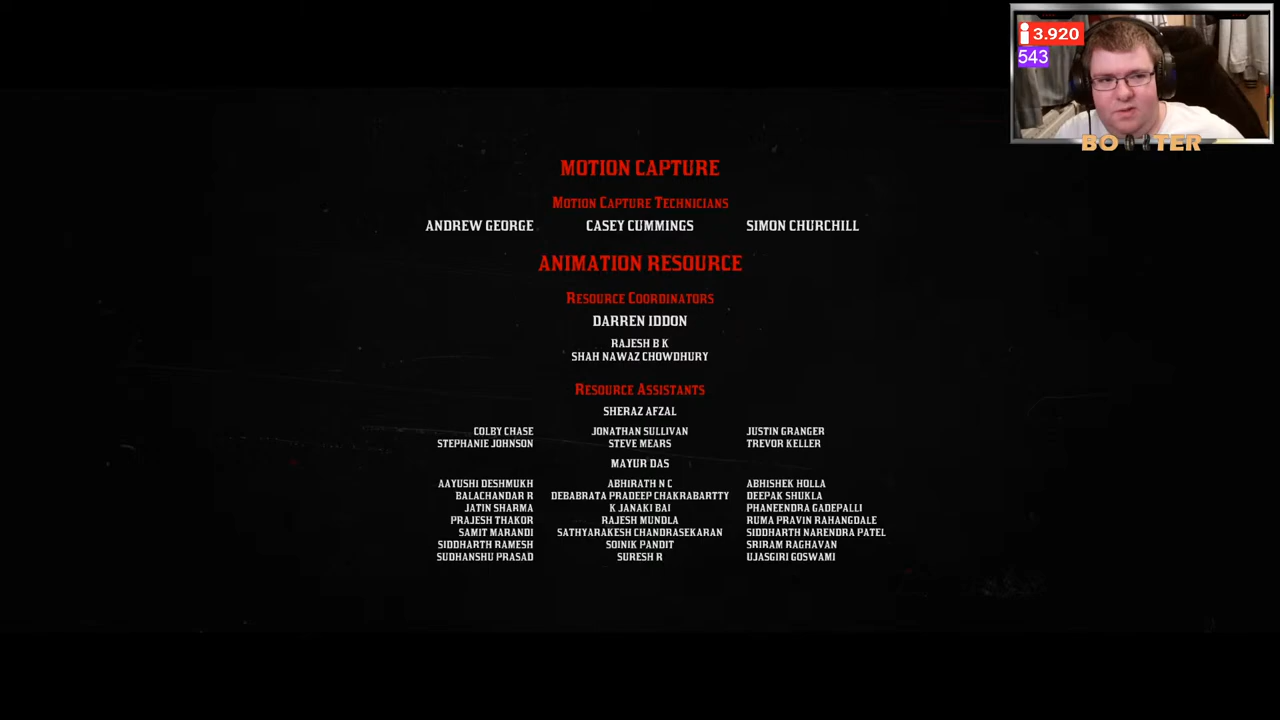 3.920
543
BO TER
MOTION CAPTURE
MOTION CAPTURE TECHNICIANS
ANDREW GEORGE CASEY CUMMINGS SIMON CHURCHILL
ANIMATION RESOURCE
RESOURCE COORDINATORS
DARREN IDDON
RAJESH B K
SHAH NAWAZ CHOWDHURY
RESOURCE ASSISTANTS
SHERAZ AFZAL
COLBY CHASE JONATHAN SULLIVAN JUSTIN GRANGER
STEPHANIE JOHNSON STEVE MEARS TREVOR KELLER
MAYUR DAS
AAYUSHI DESHMUKH ABHIRATH N C ABHISHEK HOLLA
BALACHANDAR R DEBABRATA PRADEEP CHAKRABARTTY DEEPAK SHUKLA
JATIN SHARMA K JANAKI BAI PHANEENDRA GADEPALLI
PRAJESH THAKOR RAJESH MUNDLA RUMA PRAVIN RAHANGDALE
SAMIT MARANDI SATHYARAKESH CHANDRASEKARAN SIDDHARTH NARENDRA PATEL
SIDDHARTH RAMESH SOINIK PANDIT SRIRAM RAGHAVAN
SUDHANSHU PRASAD SURESH R UJASGIRI GOSWAMI